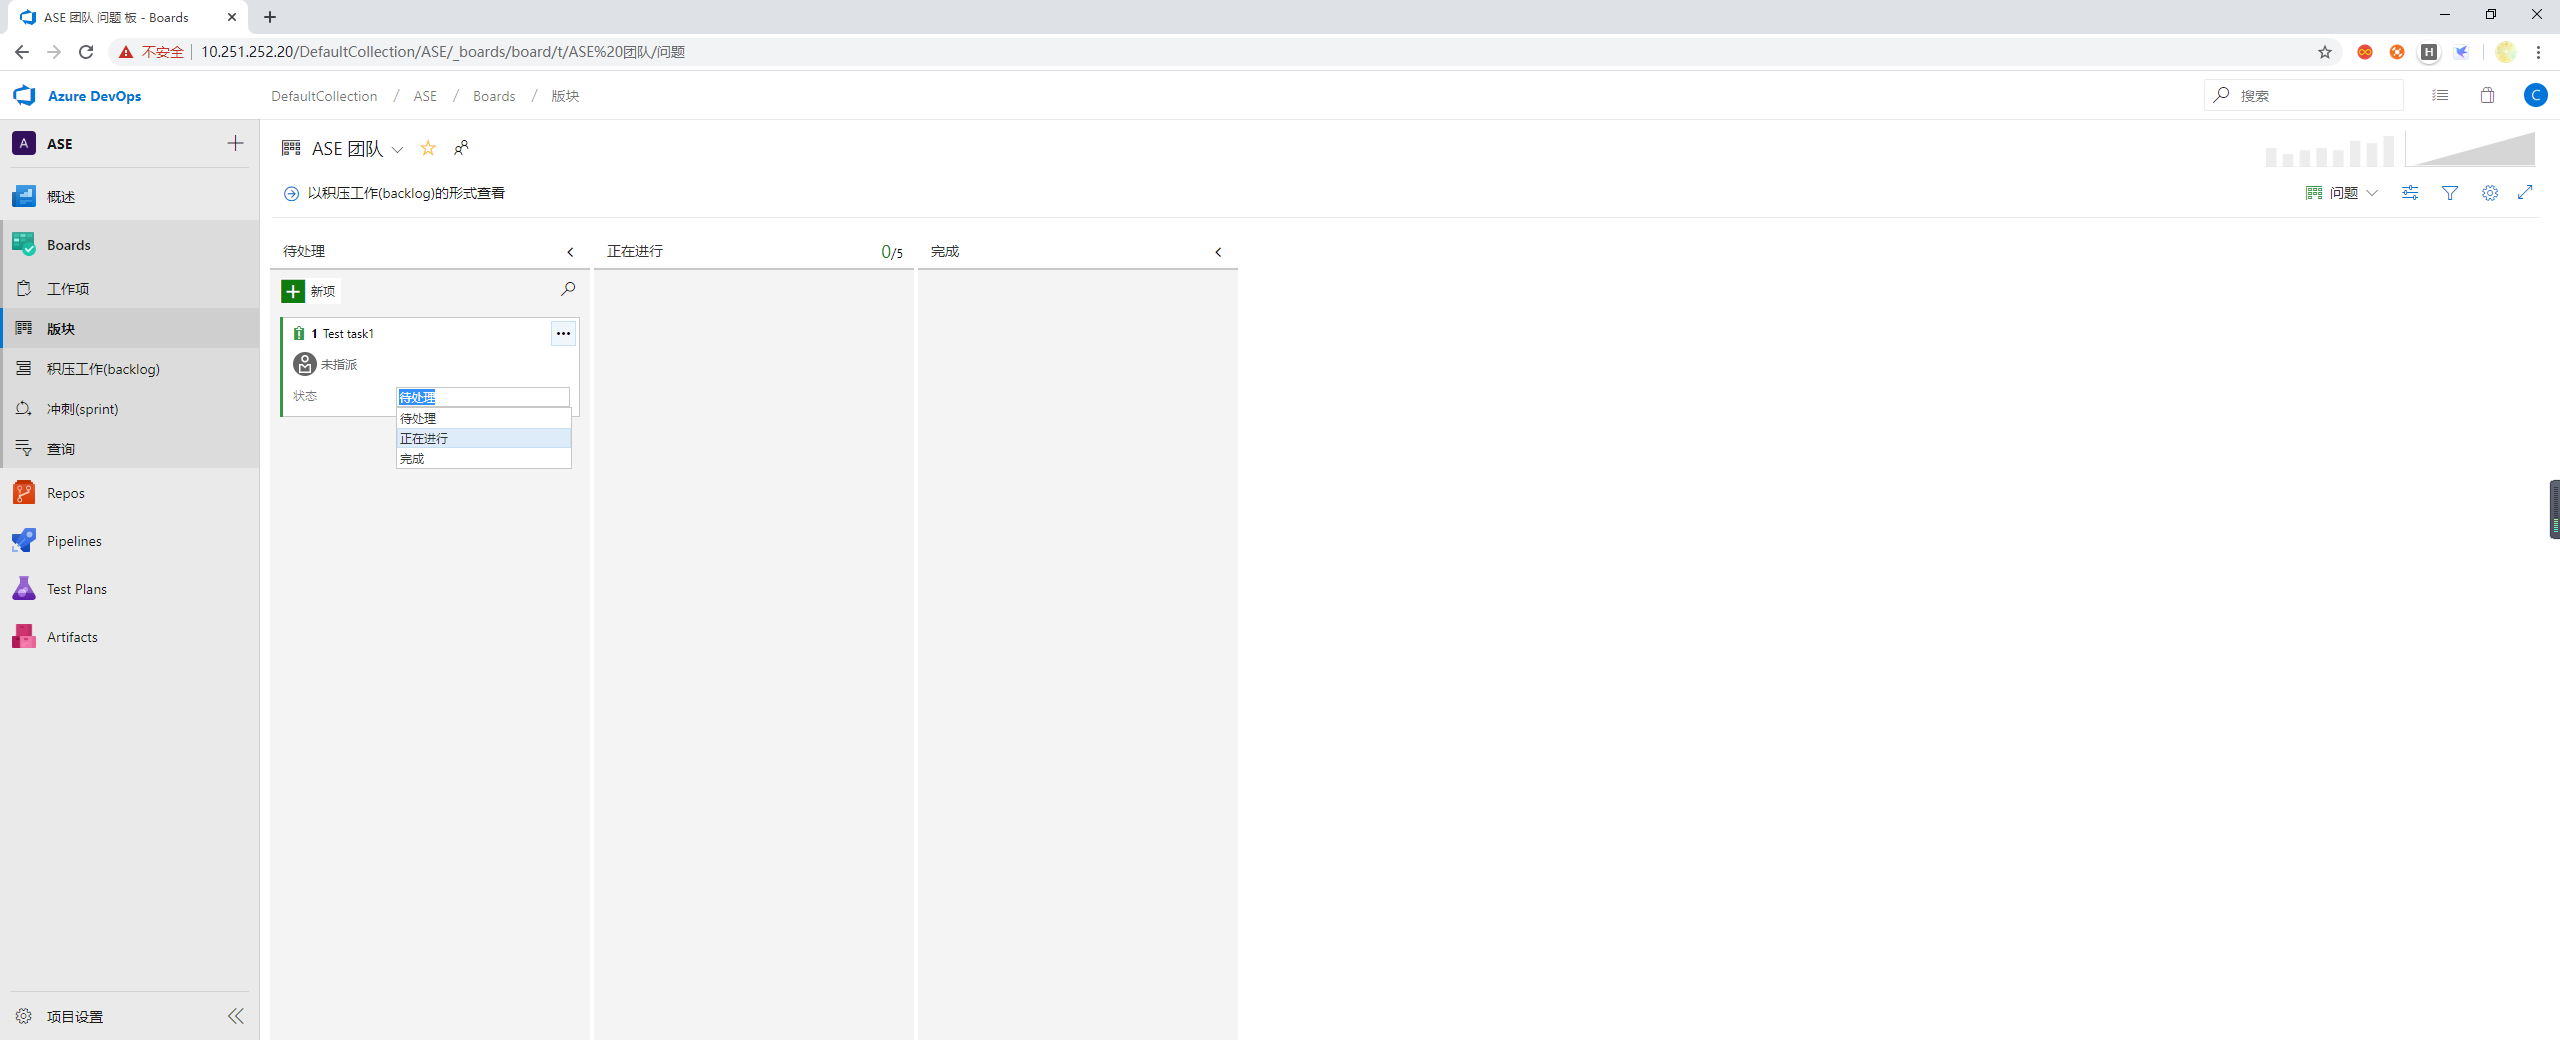 ASE 团队 问题 板 - Boards
不安全 10.251.252.20/DefaultCollection/ASE/_boards/board/t/ASE%20团队/问题
H
Azure DevOps
DefaultCollection / ASE / Boards / 版块
搜索
C
A ASE
概述
Boards
工作项
版块
积压工作(backlog)
冲刺(sprint)
查询
Repos
Pipelines
Test Plans
Artifacts
项目设置
ASE 团队
以积压工作(backlog)的形式查看
问题
待处理
正在进行 0/5
完成
新项
1 Test task1
未指派
状态 待处理
待处理
正在进行
完成